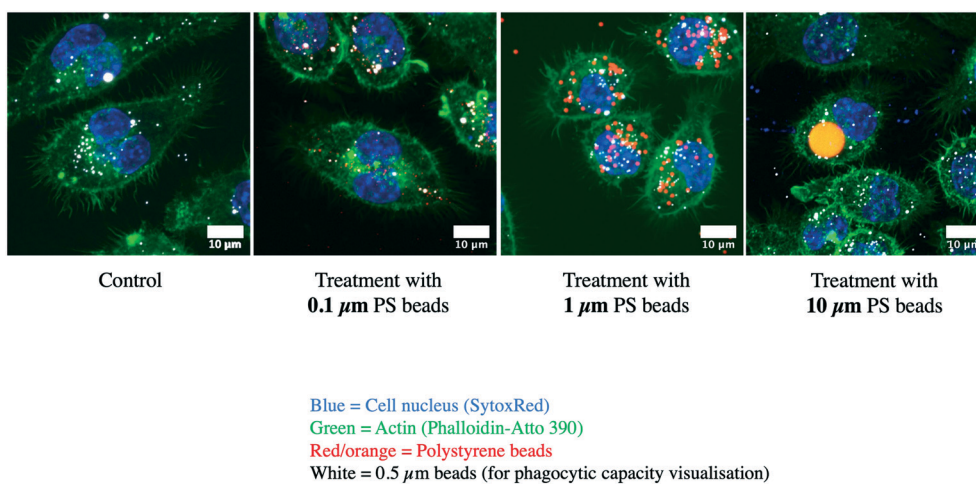 10 µm
10 µm
10 µm
10 µm
Control
Treatment with
0.1 µm PS beads
Treatment with
1 µm PS beads
Treatment with
10 µm PS beads
Blue = Cell nucleus (SytoxRed)
Green = Actin (Phalloidin-Atto 390)
Red/orange = Polystyrene beads
White = 0.5 µm beads (for phagocytic capacity visualisation)